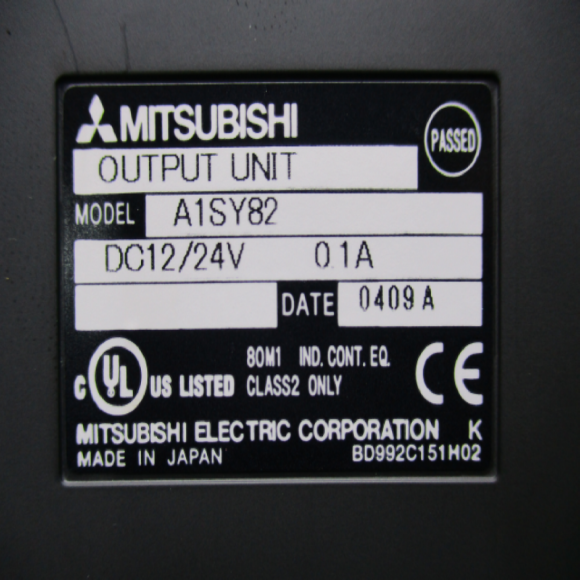 MITSUBISHI
PASSED
OUTPUT UNIT
MODEL A1SY82
DC12/24V 0.1A
DATE 0409 A
C UL US LISTED
80M1 IND. CONT. EQ.
CLASS2 ONLY
CE
MITSUBISHI ELECTRIC CORPORATION K
MADE IN JAPAN BD992C151H02